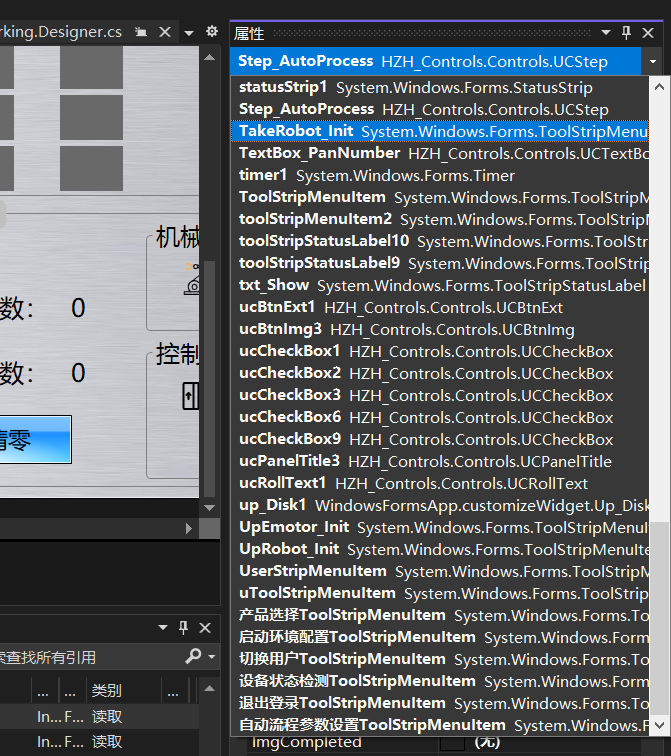 rking.Designer.cs
属性
Step_AutoProcess HZH_Controls.Controls.UCStep
statusStrip1 System.Windows.Forms.StatusStrip
Step_AutoProcess HZH_Controls.Controls.UCStep
TakeRobot_Init System.Windows.Forms.ToolStripMenu
TextBox_PanNumber HZH_Controls.Controls.UCTextBo
timer1 System.Windows.Forms.Timer
ToolStripMenuItem System.Windows.Forms.ToolStripM
toolStripMenuItem2 System.Windows.Forms.ToolStripM
toolStripStatusLabel10 System.Windows.Forms.ToolStr
toolStripStatusLabel9 System.Windows.Forms.ToolStrip
txt_Show System.Windows.Forms.ToolStripStatusLabel
ucBtnExt1 HZH_Controls.Controls.UCBtnExt
ucBtnImg3 HZH_Controls.Controls.UCBtnImg
ucCheckBox1 HZH_Controls.Controls.UCCheckBox
ucCheckBox2 HZH_Controls.Controls.UCCheckBox
ucCheckBox3 HZH_Controls.Controls.UCCheckBox
ucCheckBox6 HZH_Controls.Controls.UCCheckBox
ucCheckBox9 HZH_Controls.Controls.UCCheckBox
ucPanelTitle3 HZH_Controls.Controls.UCPanelTitle
ucRollText1 HZH_Controls.Controls.UCRollText
up_Disk1 WindowsFormsApp.customizeWidget.Up_Disk
UpEmotor_Init System.Windows.Forms.ToolStripMenuI
UpRobot_Init System.Windows.Forms.ToolStripMenuIte
UserStripMenuItem System.Windows.Forms.ToolStripM
uToolStripMenuItem System.Windows.Forms.ToolStripM
产品选择ToolStripMenuItem System.Windows.Forms.To
启动环境配置ToolStripMenuItem System.Windows.Form
切换用户ToolStripMenuItem System.Windows.Forms.To
设备状态检测ToolStripMenuItem System.Windows.Form
退出登录ToolStripMenuItem System.Windows.Forms.To
自动流程参数设置ToolStripMenuItem System.Windows.F
ImgCompleted (无)
机械
数： 0
控制
数： 0
清零
查找所有引用
... ... 类别 ...
In... F... 读取
In... F... 读取